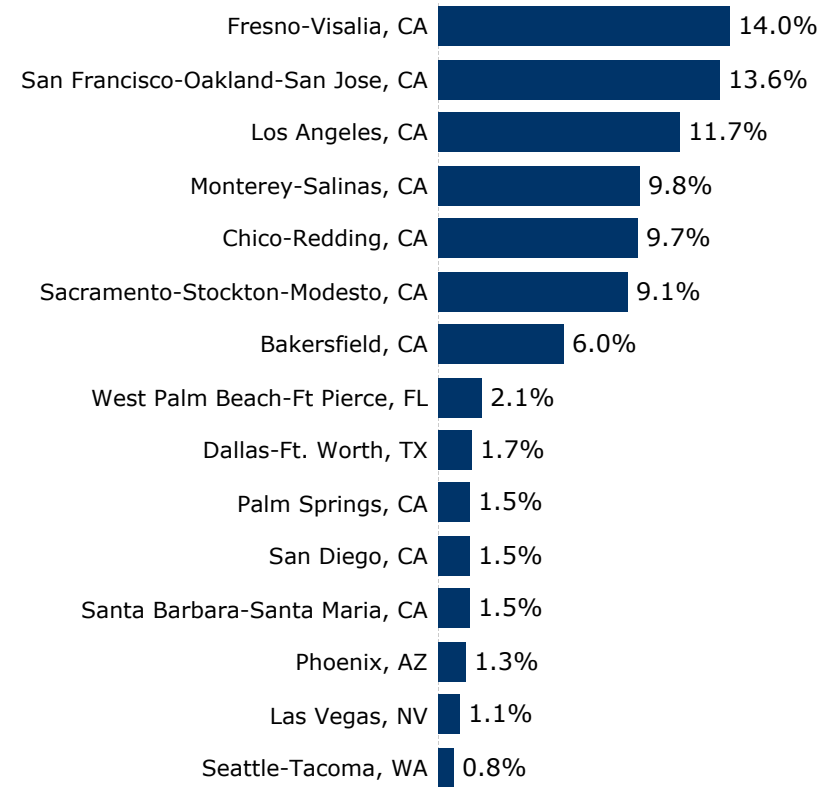 Fresno-Visalia, CA 14.0%
San Francisco-Oakland-San Jose, CA 13.6%
Los Angeles, CA 11.7%
Monterey-Salinas, CA 9.8%
Chico-Redding, CA 9.7%
Sacramento-Stockton-Modesto, CA 9.1%
Bakersfield, CA 6.0%
West Palm Beach-Ft Pierce, FL 2.1%
Dallas-Ft. Worth, TX 1.7%
Palm Springs, CA 1.5%
San Diego, CA 1.5%
Santa Barbara-Santa Maria, CA 1.5%
Phoenix, AZ 1.3%
Las Vegas, NV 1.1%
Seattle-Tacoma, WA 0.8%